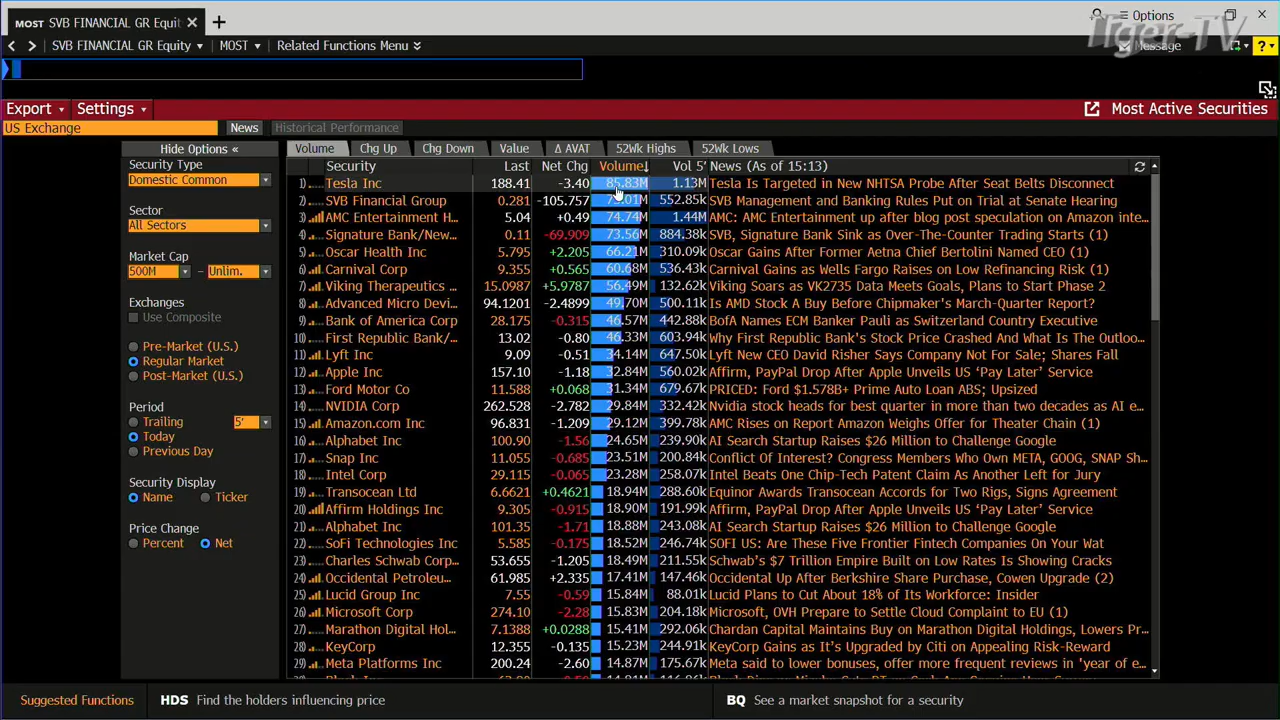 MOST SVB FINANCIAL GR Equit × +
Options
Tiger-TV
< > SVB FINANCIAL GR Equity MOST Related Functions Menu
Message
?
Export Settings Most Active Securities
US Exchange News Historical Performance
Hide Options « Volume Chg Up Chg Down Value Δ AVAT 52Wk Highs 52Wk Lows
Security Type
Domestic Common
Sector
All Sectors
Market Cap
500M – Unlim.
Exchanges
Use Composite
Pre-Market (U.S.)
Regular Market
Post-Market (U.S.)
Period
Trailing 5'
Today
Previous Day
Security Display
Name Ticker
Price Change
Percent Net
Security Last Net Chg Volume↓ Vol 5' News (As of 15:13)
1) Tesla Inc 188.41 -3.40 85.83M 1.13M Tesla Is Targeted in New NHTSA Probe After Seat Belts Disconnect
2) SVB Financial Group 0.281 -105.757 .01M 552.85k SVB Management and Banking Rules Put on Trial at Senate Hearing
3) AMC Entertainment H... 5.04 +0.49 74.74M 1.44M AMC: AMC Entertainment up after blog post speculation on Amazon inte...
4) Signature Bank/New... 0.11 -69.909 73.56M 884.38k SVB, Signature Bank Sink as Over-The-Counter Trading Starts (1)
5) Oscar Health Inc 5.795 +2.205 66.21M 310.09k Oscar Gains After Former Aetna Chief Bertolini Named CEO (1)
6) Carnival Corp 9.355 +0.565 60.68M 536.43k Carnival Gains as Wells Fargo Raises on Low Refinancing Risk (1)
7) Viking Therapeutics ... 15.0987 +5.9787 56.49M 132.62k Viking Soars as VK2735 Data Meets Goals, Plans to Start Phase 2
8) Advanced Micro Devi... 94.1201 -2.4899 49.70M 500.11k Is AMD Stock A Buy Before Chipmaker's March-Quarter Report?
9) Bank of America Corp 28.175 -0.315 46.57M 442.88k BofA Names ECM Banker Pauli as Switzerland Country Executive
10) First Republic Bank/... 13.02 -0.80 46.33M 603.94k Why First Republic Bank's Stock Price Crashed And What Is The Outloo...
11) Lyft Inc 9.09 -0.51 34.14M 647.50k Lyft New CEO David Risher Says Company Not For Sale; Shares Fall
12) Apple Inc 157.10 -1.18 32.84M 560.02k Affirm, PayPal Drop After Apple Unveils US 'Pay Later' Service
13) Ford Motor Co 11.588 +0.068 31.34M 679.67k PRICED: Ford $1.578B+ Prime Auto Loan ABS; Upsized
14) NVIDIA Corp 262.528 -2.782 29.84M 332.42k Nvidia stock heads for best quarter in more than two decades as AI e...
15) Amazon.com Inc 96.831 -1.209 29.12M 399.78k AMC Rises on Report Amazon Weighs Offer for Theater Chain (1)
16) Alphabet Inc 100.90 -1.56 24.65M 239.90k AI Search Startup Raises $26 Million to Challenge Google
17) Snap Inc 11.055 -0.685 23.51M 200.84k Conflict Of Interest? Congress Members Who Own META, GOOG, SNAP Sh...
18) Intel Corp 29.115 -0.065 23.28M 258.07k Intel Beats One Chip-Tech Patent Claim As Another Left for Jury
19) Transocean Ltd 6.6621 +0.4621 18.94M 288.60k Equinor Awards Transocean Accords for Two Rigs, Signs Agreement
20) Affirm Holdings Inc 9.305 -0.915 18.90M 191.99k Affirm, PayPal Drop After Apple Unveils US 'Pay Later' Service
21) Alphabet Inc 101.35 -1.71 18.88M 243.08k AI Search Startup Raises $26 Million to Challenge Google
22) SoFi Technologies Inc 5.585 -0.175 18.52M 246.74k SOFI US: Are These Five Frontier Fintech Companies On Your Wat
23) Charles Schwab Corp 53.655 -1.205 18.49M 211.55k Schwab's $7 Trillion Empire Built on Low Rates Is Showing Cracks
24) Occidental Petroleu... 61.985 +2.335 17.41M 147.46k Occidental Up After Berkshire Share Purchase, Cowen Upgrade (2)
25) Lucid Group Inc 7.55 -0.59 15.84M 88.01k Lucid Plans to Cut About 18% of Its Workforce: Insider
26) Microsoft Corp 274.10 -2.28 15.83M 204.18k Microsoft, OVH Prepare to Settle Cloud Complaint to EU (1)
27) Marathon Digital Hol... 7.1388 +0.0288 15.41M 292.06k Chardan Capital Maintains Buy on Marathon Digital Holdings, Lowers Pr...
28) KeyCorp 12.355 -0.135 15.23M 244.91k KeyCorp Gains as It's Upgraded by Citi on Appealing Risk-Reward
29) Meta Platforms Inc 200.24 -2.60 14.87M 175.67k Meta said to lower bonuses, offer more frequent reviews in 'year of e...
Suggested Functions HDS Find the holders influencing price BQ See a market snapshot for a security